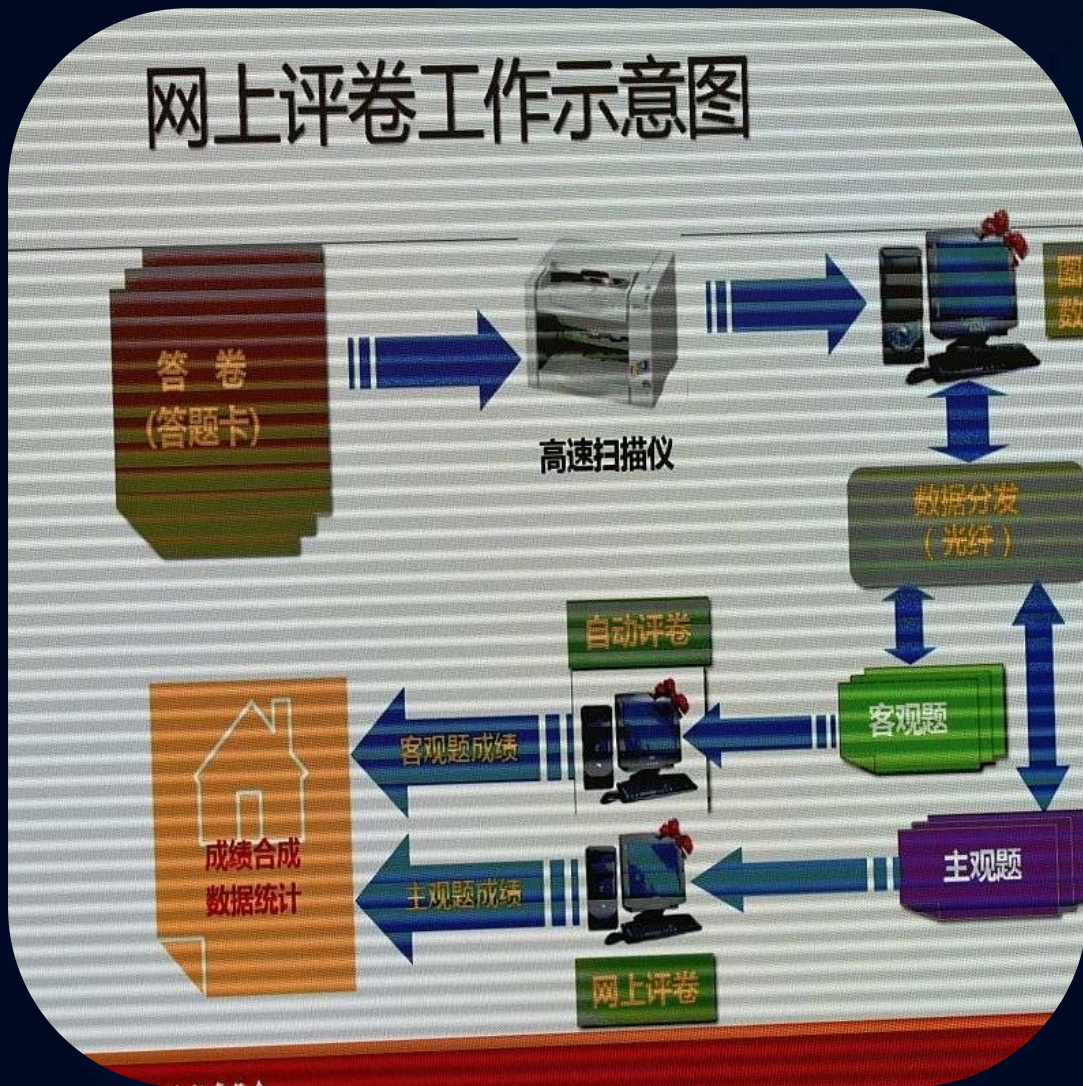 网上评卷工作示意图
答 卷
(答题卡)
高速扫描仪
数据分发
(光纤)
自动评卷
客观题
客观题成绩
成绩合成
数据统计
主观题成绩
主观题
网上评卷